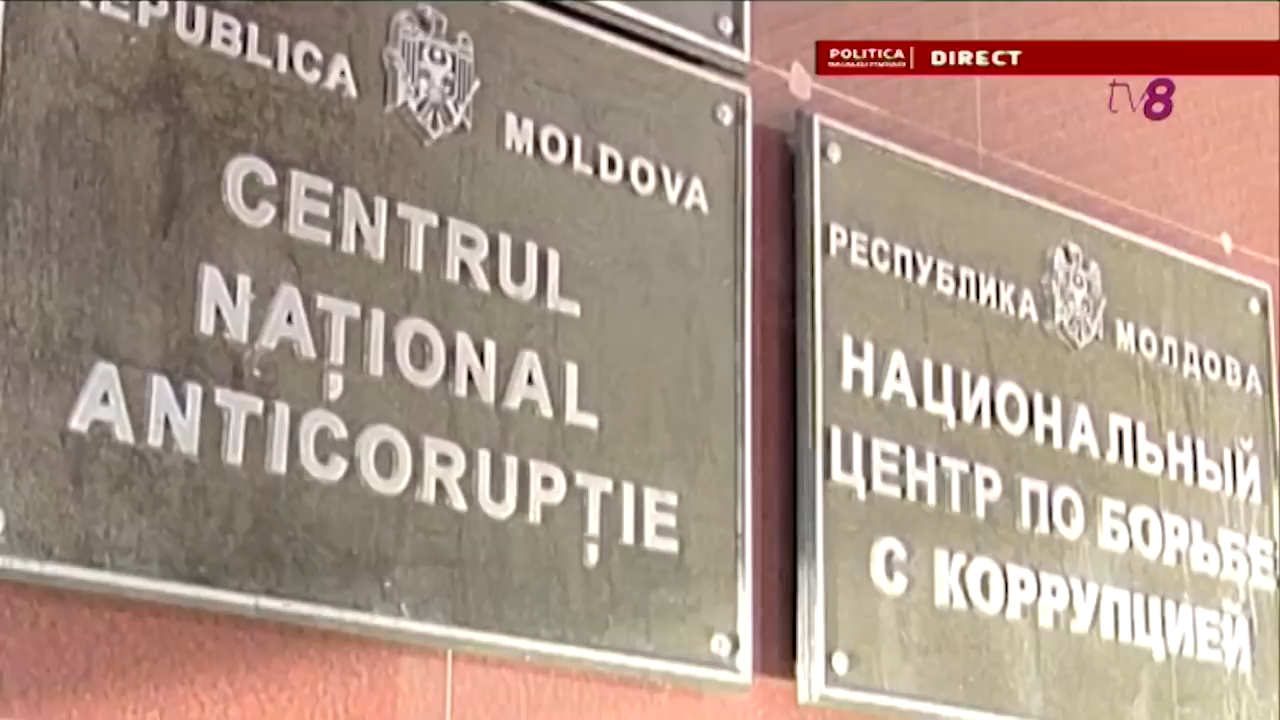 REPUBLICA MOLDOVA
CENTRUL
NAȚIONAL
ANTICORUPȚIE
POLITICA
DIRECT
tv8
РЕСПУБЛИКА МОЛДОВА
НАЦИОНАЛЬНЫЙ
ЦЕНТР ПО БОРЬБЕ
С КОРРУПЦИЕЙ